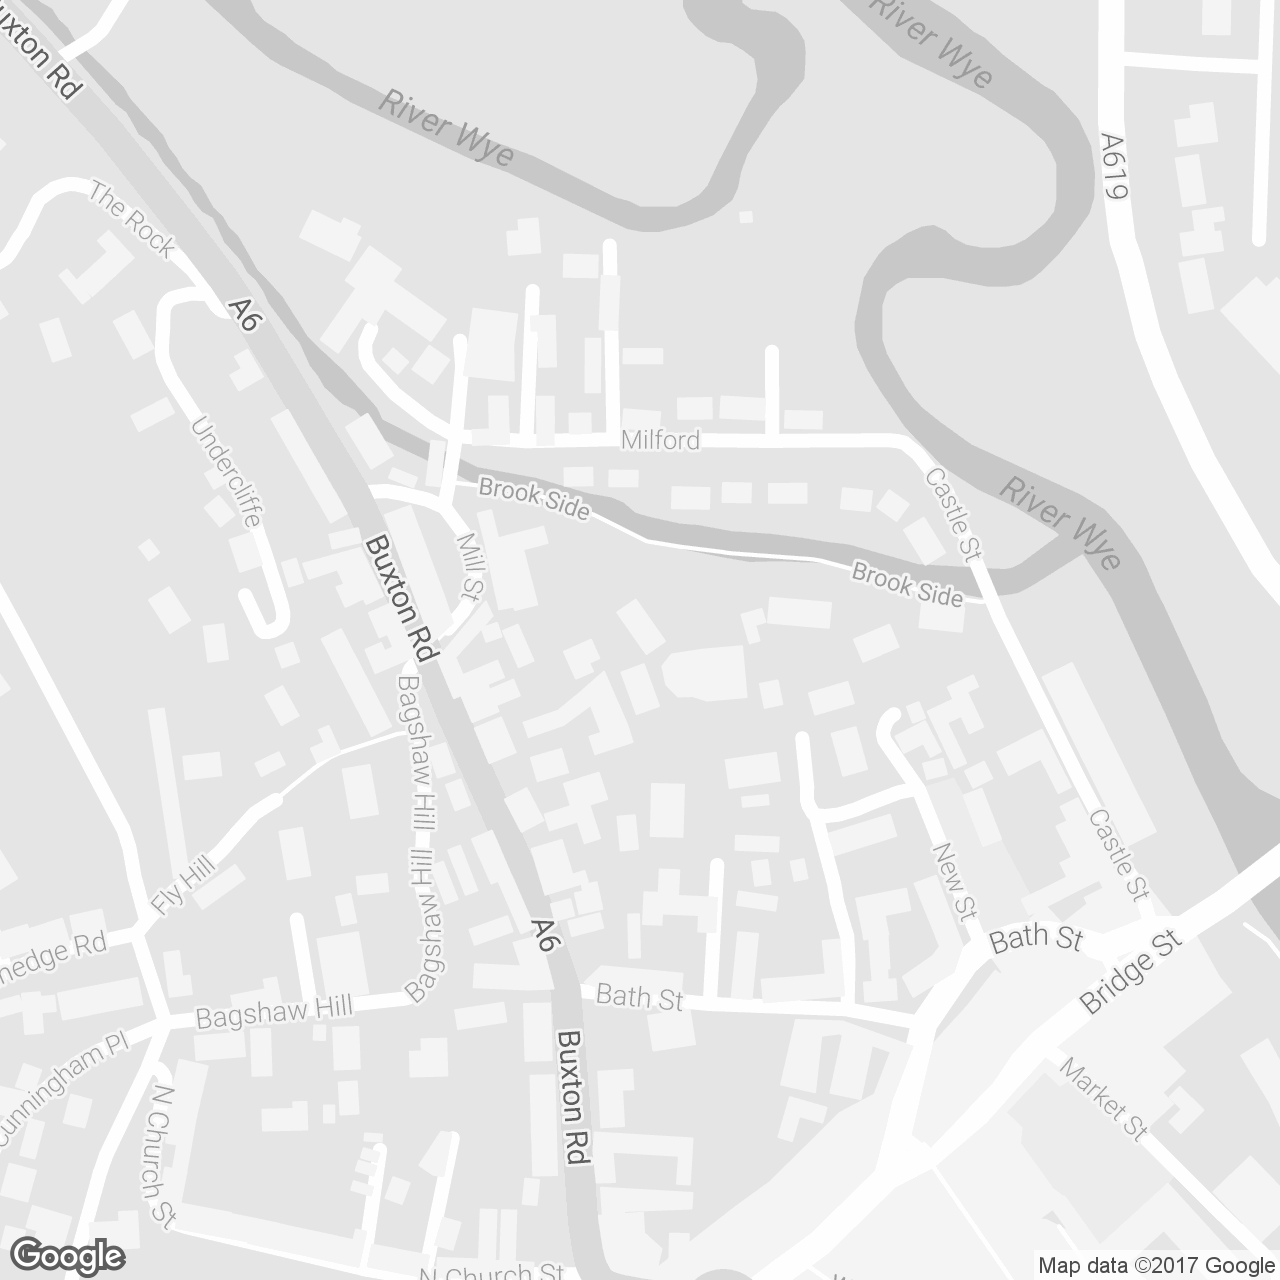 Buxton Rd
River Wye
River Wye
A619
The Rock
A6
Milford
Undercliffe
Brook Side
Castle St
River Wye
Buxton Rd
Mill St
Brook Side
Bagshaw Hill
Castle St
New St
Fly Hill
Bagshaw Hill
A6
Bath St
Bridge St
Bath St
Bagshaw Hill
Buxton Rd
Cunningham Pl
Market St
N Church St
N Church St
Google
Map data ©2017 Google